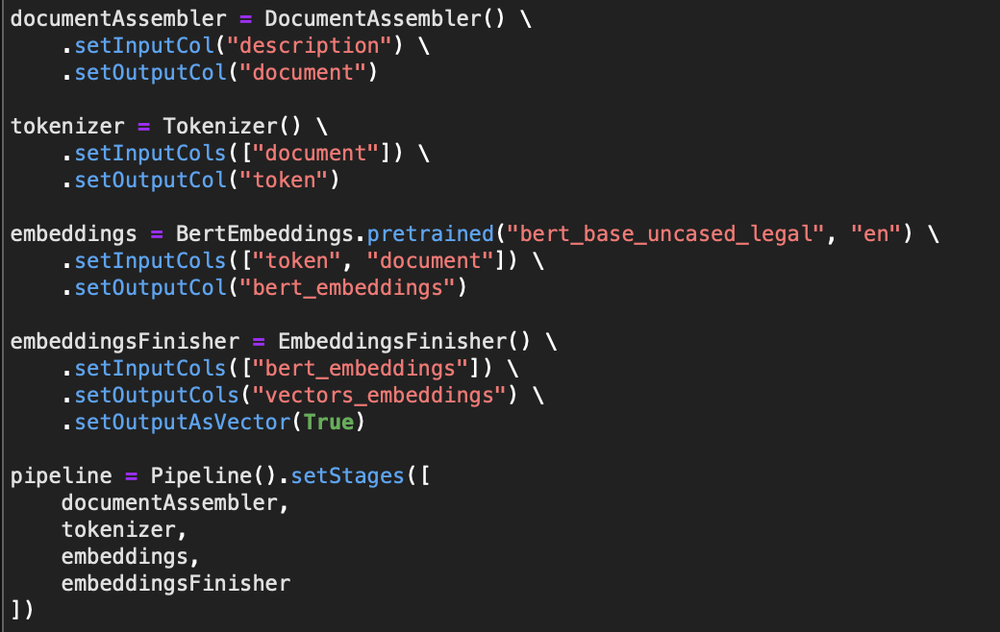 documentAssembler = DocumentAssembler() \
    .setInputCol("description") \
    .setOutputCol("document")

tokenizer = Tokenizer() \
    .setInputCols(["document"]) \
    .setOutputCol("token")

embeddings = BertEmbeddings.pretrained("bert_base_uncased_legal", "en") \
    .setInputCols(["token", "document"]) \
    .setOutputCol("bert_embeddings")

embeddingsFinisher = EmbeddingsFinisher() \
    .setInputCols(["bert_embeddings"]) \
    .setOutputCols("vectors_embeddings") \
    .setOutputAsVector(True)

pipeline = Pipeline().setStages([
    documentAssembler,
    tokenizer,
    embeddings,
    embeddingsFinisher
])